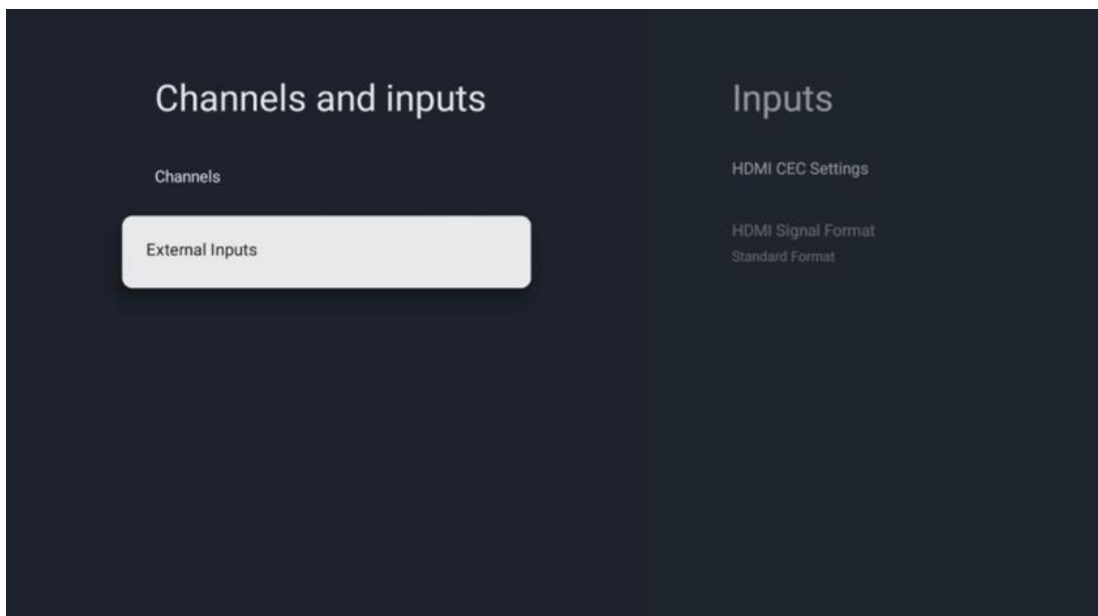 Channels and inputs
Channels
External Inputs
Inputs
HDMI CEC Settings
HDMI Signal Format
Standard Format